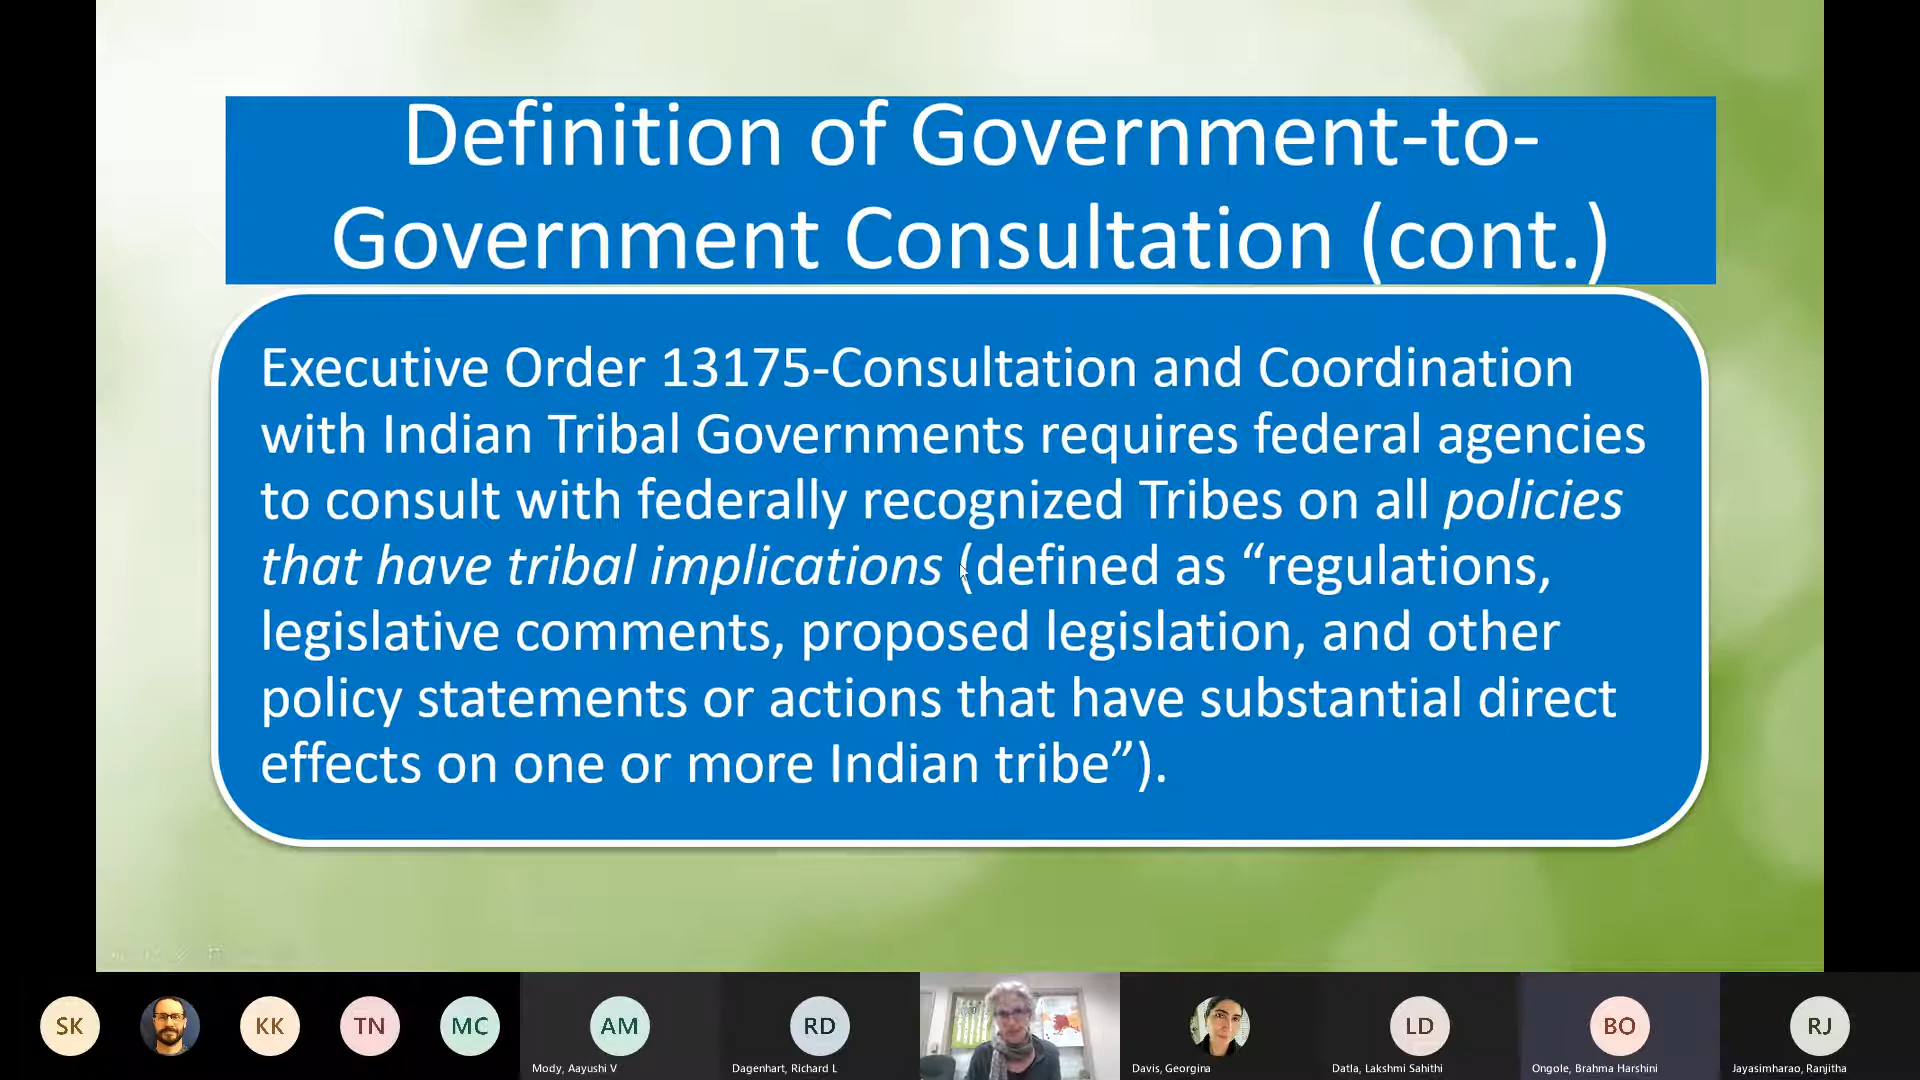 Definition of Government-to-
Government Consultation (cont.)
Executive Order 13175-Consultation and Coordination
with Indian Tribal Governments requires federal agencies
to consult with federally recognized Tribes on all policies
that have tribal implications (defined as “regulations,
legislative comments, proposed legislation, and other
policy statements or actions that have substantial direct
effects on one or more Indian tribe”).
SK
KK
TN
MC
AM
RD
LD
BO
RJ
Mody, Aayushi V
Dagenhart, Richard L
Davis, Georgina
Datla, Lakshmi Sahithi
Ongole, Brahma Harshini
Jayasimharao, Ranjitha